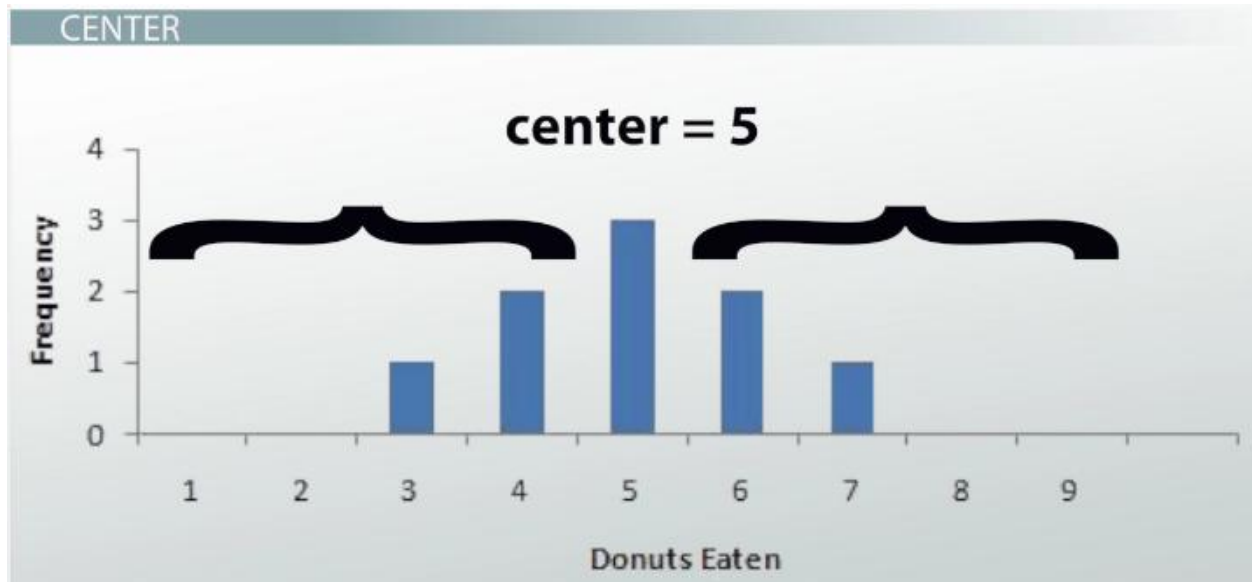 CENTER
center = 5
4
3
2
1
0
Frequency
1 2 3 4 5 6 7 8 9
Donuts Eaten